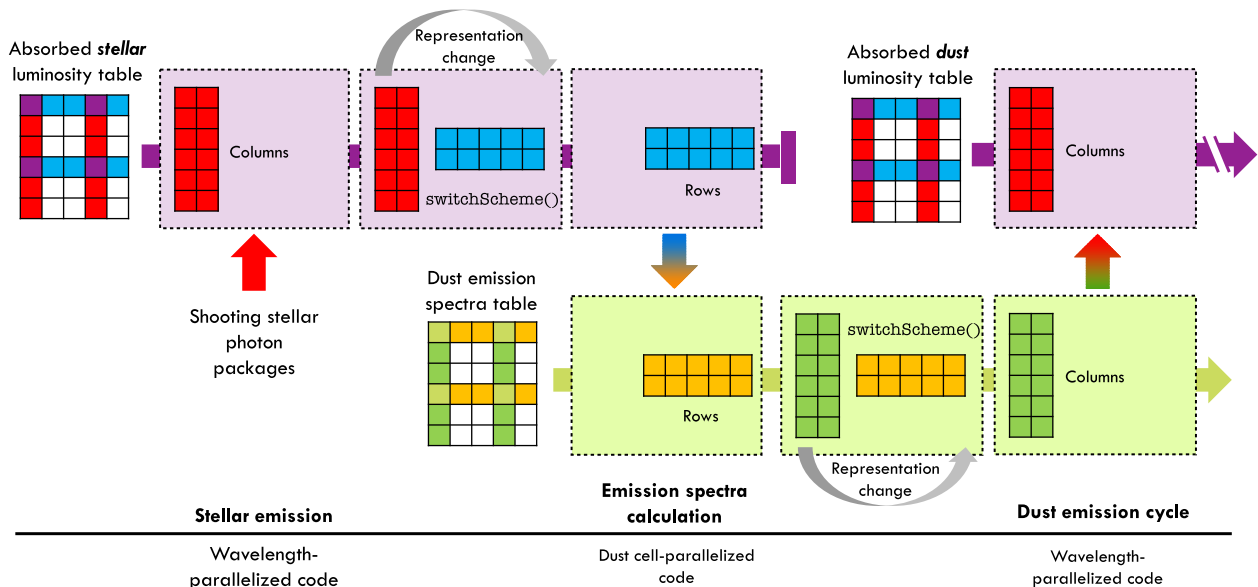 Absorbed stellar
luminosity table
Columns
Representation
change
switchScheme()
Rows
Absorbed dust
luminosity table
Columns
Shooting stellar
photon
packages
Dust emission
spectra table
Rows
switchScheme()
Representation
change
Columns
Stellar emission
Emission spectra
calculation
Dust emission cycle
Wavelength-
parallelized code
Dust cell-parallelized
code
Wavelength-
parallelized code